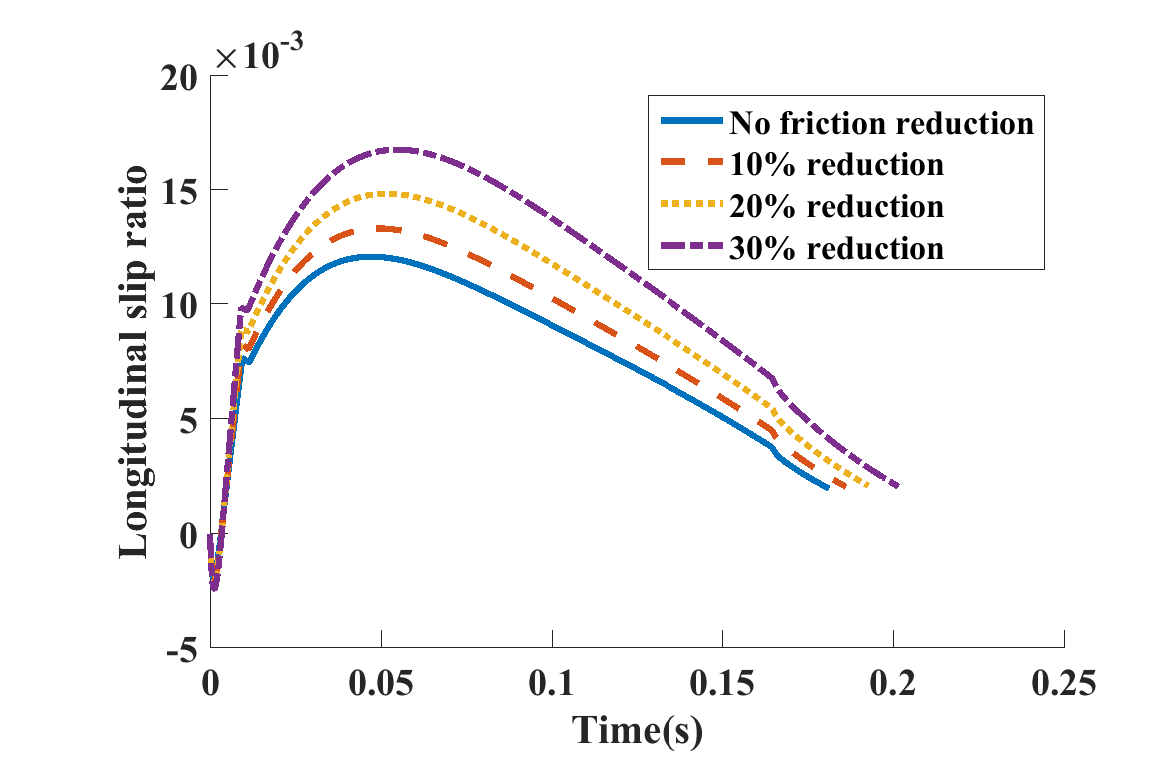 ×10-3
20
15
10
5
0
-5
Longitudinal slip ratio
No friction reduction
10% reduction
20% reduction
30% reduction
0 0.05 0.1 0.15 0.2 0.25
Time(s)